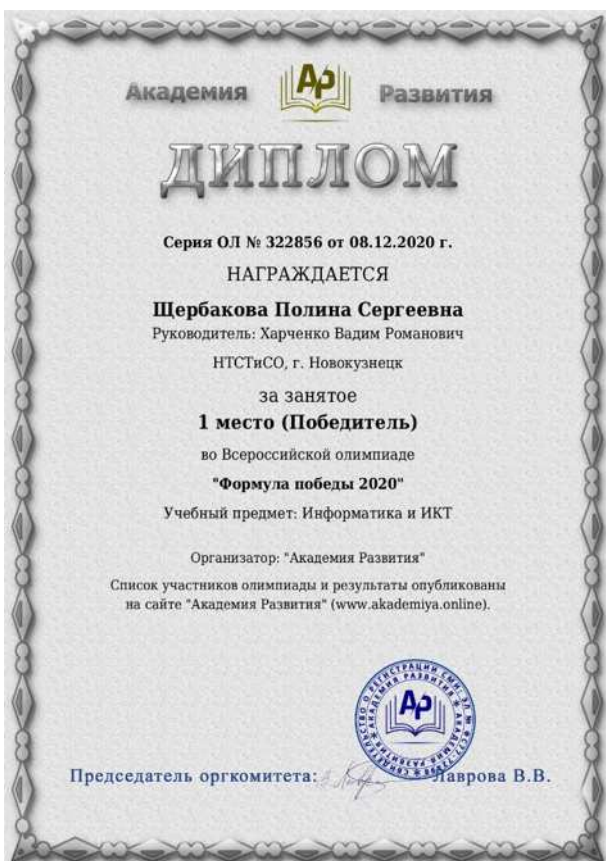 Академия АР Развития
ДИПЛОМ
Серия ОЛ № 322856 от 08.12.2020 г.
НАГРАЖДАЕТСЯ
Щербакова Полина Сергеевна
Руководитель: Харченко Вадим Романович
НТСТиСО, г. Новокузнецк
за занятое
1 место (Победитель)
во Всероссийской олимпиаде
"Формула победы 2020"
Учебный предмет: Информатика и ИКТ
Организатор: "Академия Развития"
Список участников олимпиады и результаты опубликованы
на сайте "Академия Развития" (www.akademiya.online).
АР
Председатель оргкомитета: Лаврова В.В.